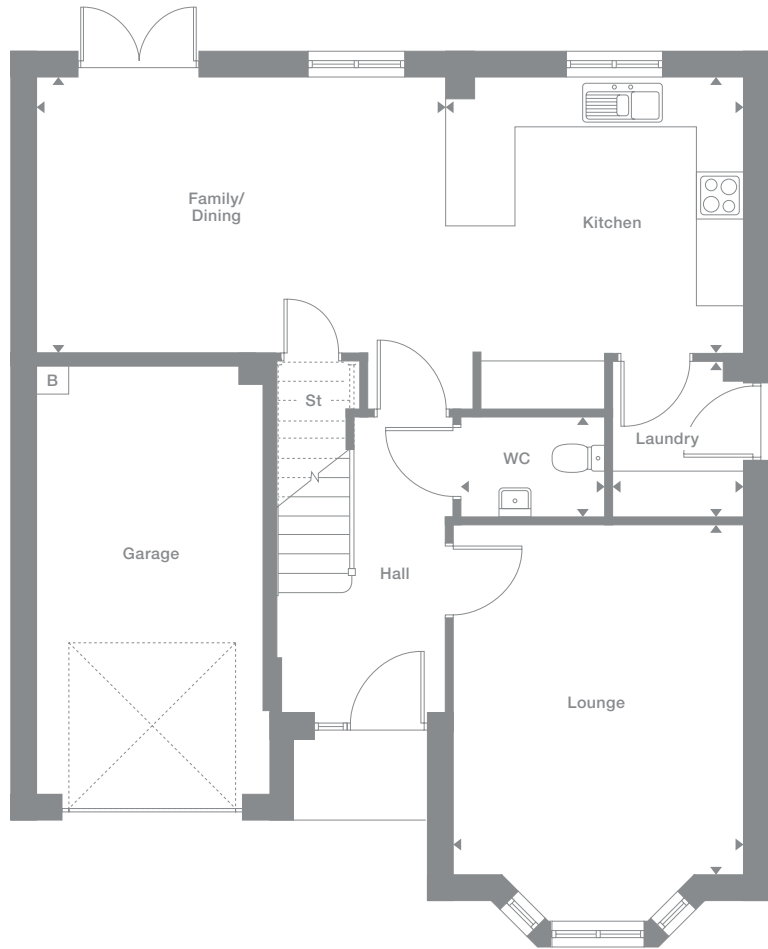 Family/
Dining
Kitchen
B
St
Laundry
WC
Garage
Hall
Lounge